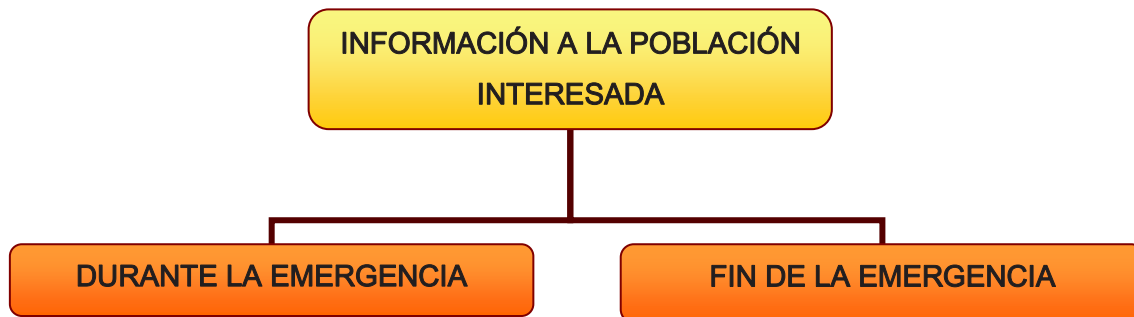 INFORMACIÓN A LA POBLACIÓN
INTERESADA
DURANTE LA EMERGENCIA
FIN DE LA EMERGENCIA